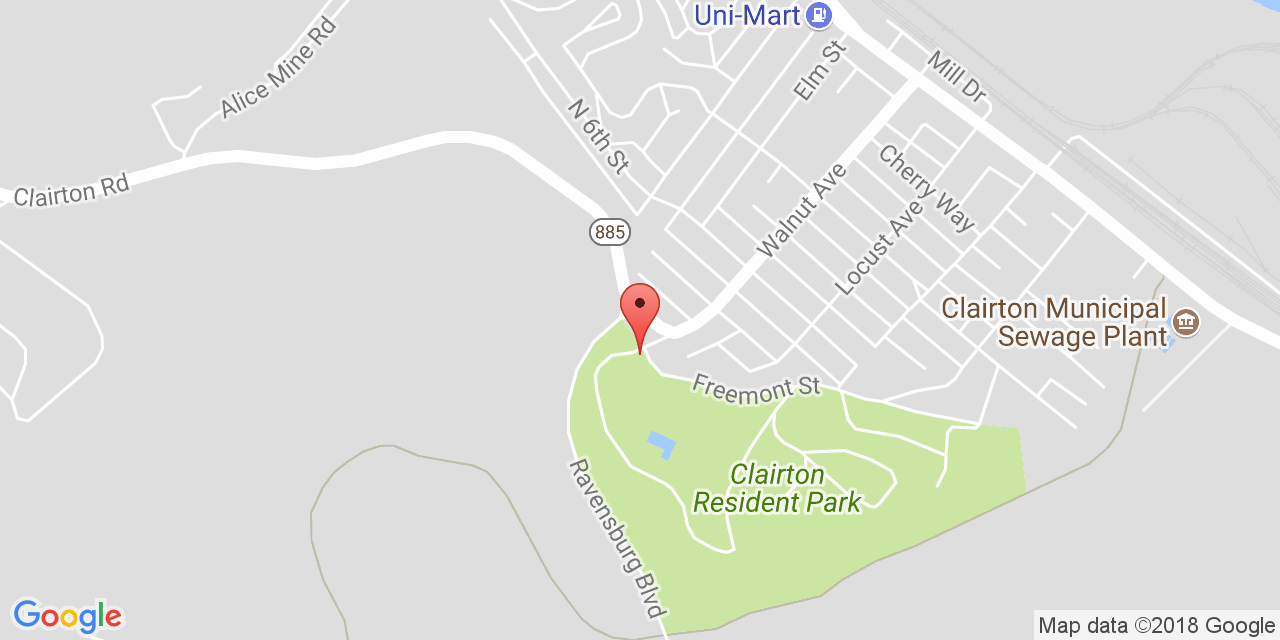 Uni-Mart
Elm St
Mill Dr
Alice Mine Rd
N 6th St
Clairton Rd
885
Walnut Ave
Cherry Way
Locust Ave
Clairton Municipal
Sewage Plant
Freemont St
Clairton
Resident Park
Ravensburg Blvd
Google
Map data ©2018 Google